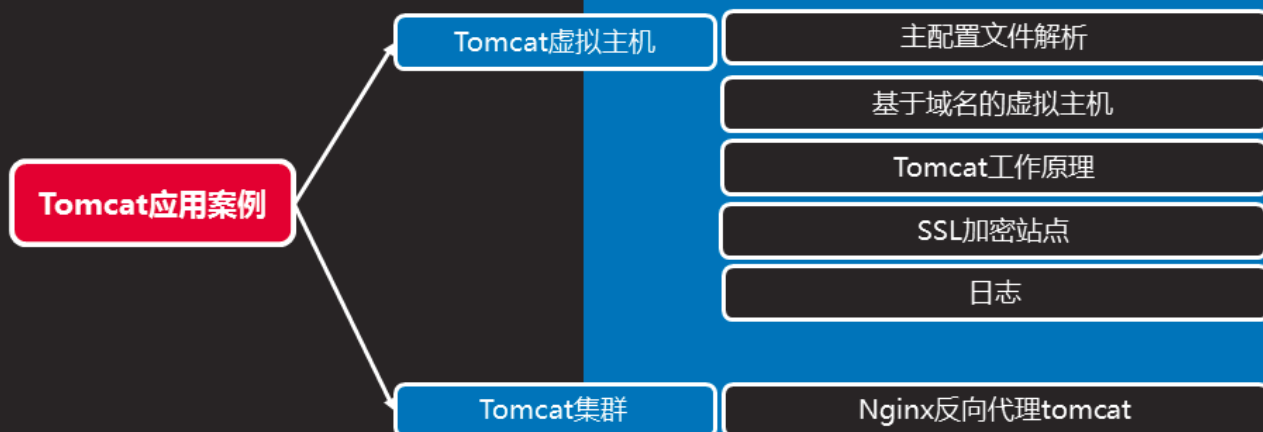 Tomcat应用案例
Tomcat虚拟主机
主配置文件解析
基于域名的虚拟主机
Tomcat工作原理
SSL加密站点
日志
Tomcat集群
Nginx反向代理tomcat